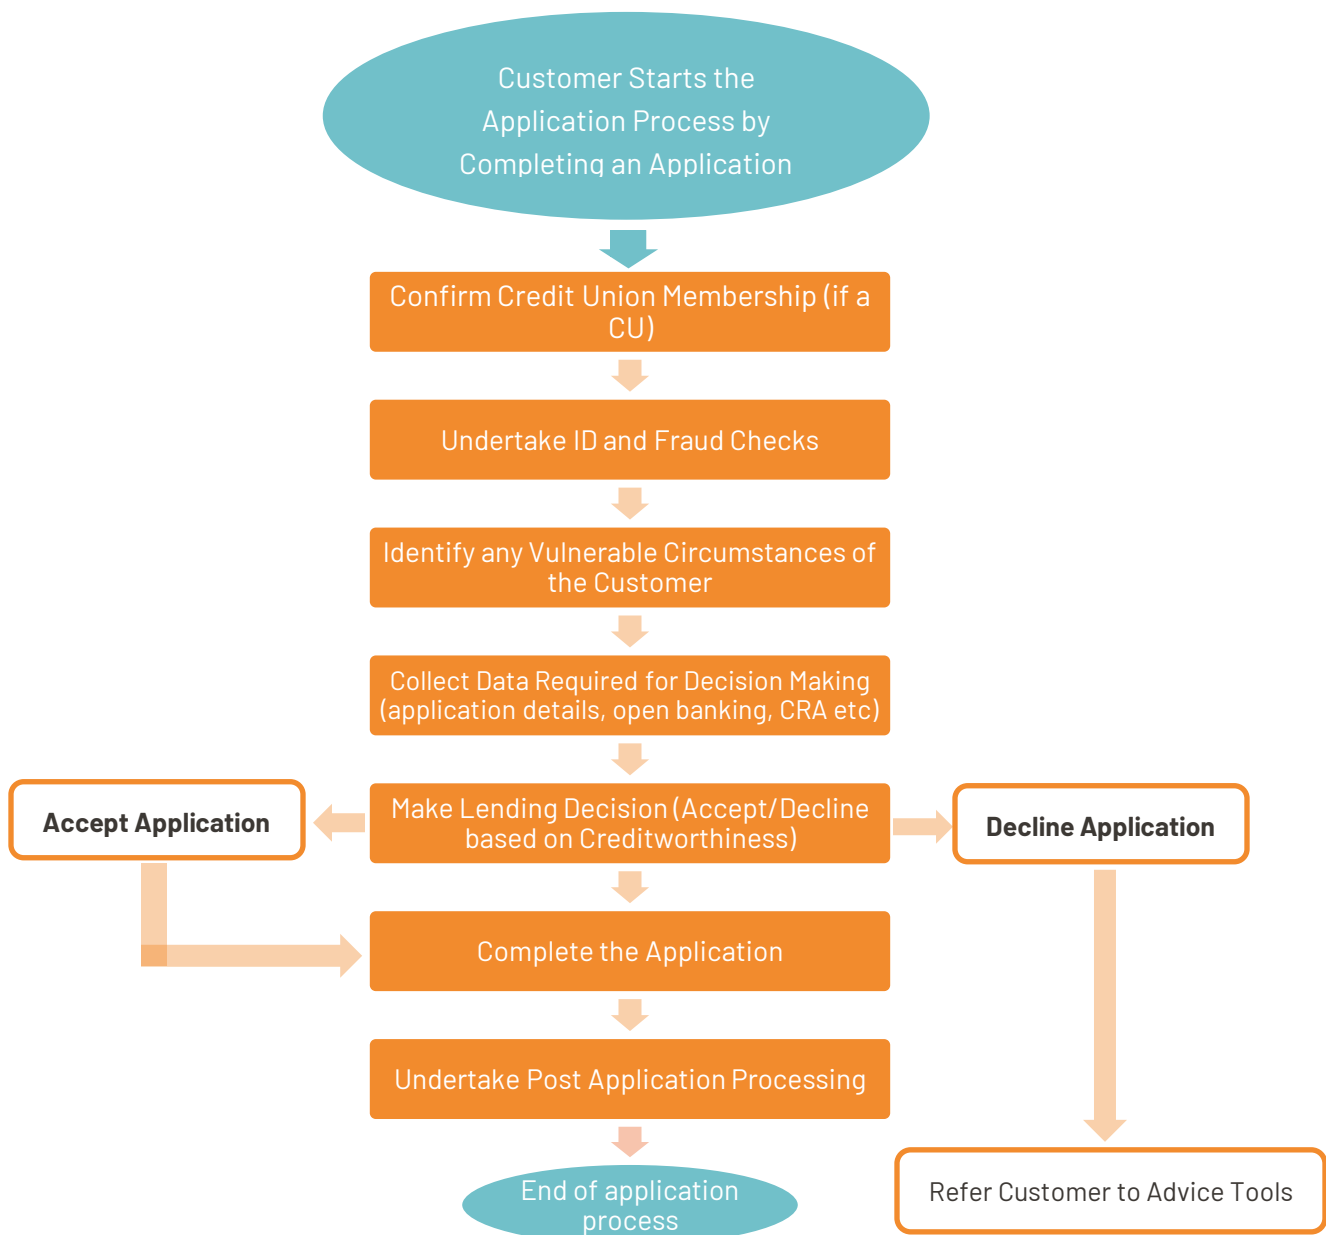 Customer Starts the
Application Process by
Completing an Application
Confirm Credit Union Membership (if a
CU)
Undertake ID and Fraud Checks
Identify any Vulnerable Circumstances of
the Customer
Collect Data Required for Decision Making
(application details, open banking, CRA etc)
Accept Application
Make Lending Decision (Accept/Decline
based on Creditworthiness)
Decline Application
Complete the Application
Undertake Post Application Processing
End of application
process
Refer Customer to Advice Tools